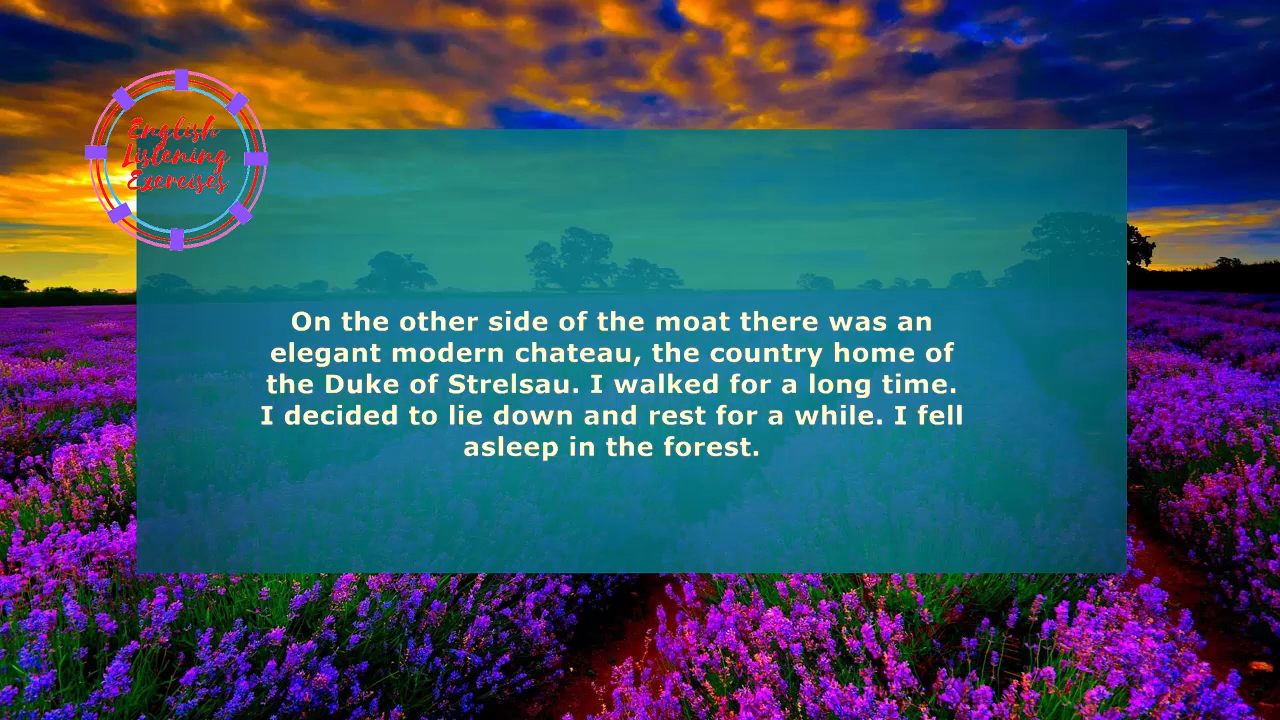 English
Listening
Exercises
On the other side of the moat there was an
elegant modern chateau, the country home of
the Duke of Strelsau. I walked for a long time.
I decided to lie down and rest for a while. I fell
asleep in the forest.